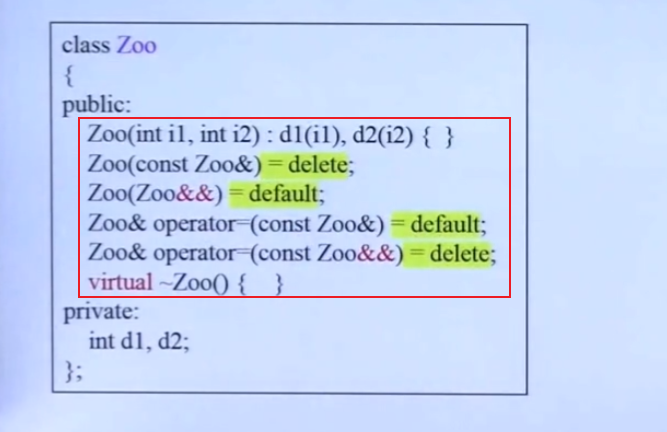 class Zoo
{
public:
Zoo(int i1, int i2) : d1(i1), d2(i2) { }
Zoo(const Zoo&) = delete;
Zoo(Zoo&&) = default;
Zoo& operator=(const Zoo&) = default;
Zoo& operator=(const Zoo&&) = delete;
virtual ~Zoo() { }
private:
int d1, d2;
};